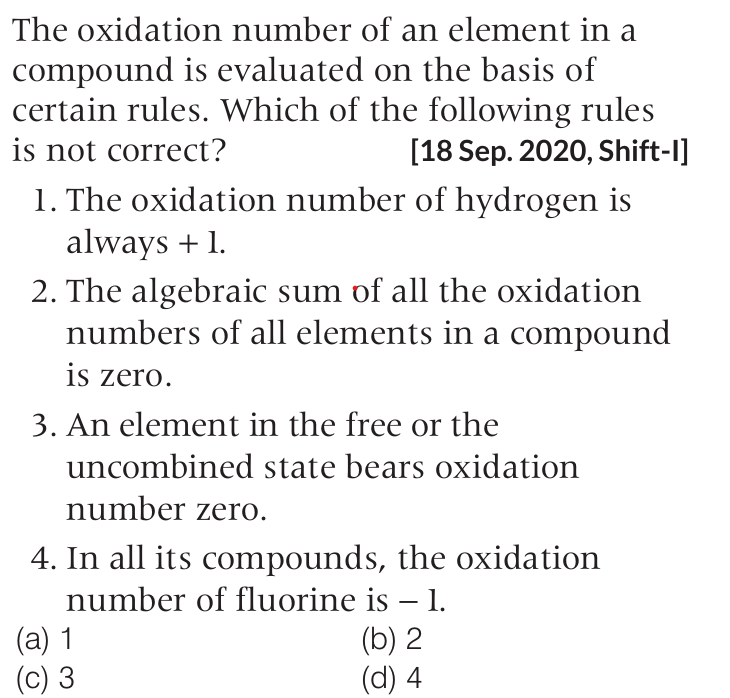 The oxidation number of an element in a
compound is evaluated on the basis of
certain rules. Which of the following rules
is not correct? [18 Sep. 2020, Shift-I]
1. The oxidation number of hydrogen is
always + 1.
2. The algebraic sum of all the oxidation
numbers of all elements in a compound
is zero.
3. An element in the free or the
uncombined state bears oxidation
number zero.
4. In all its compounds, the oxidation
number of fluorine is – 1.
(a) 1 (b) 2
(c) 3 (d) 4